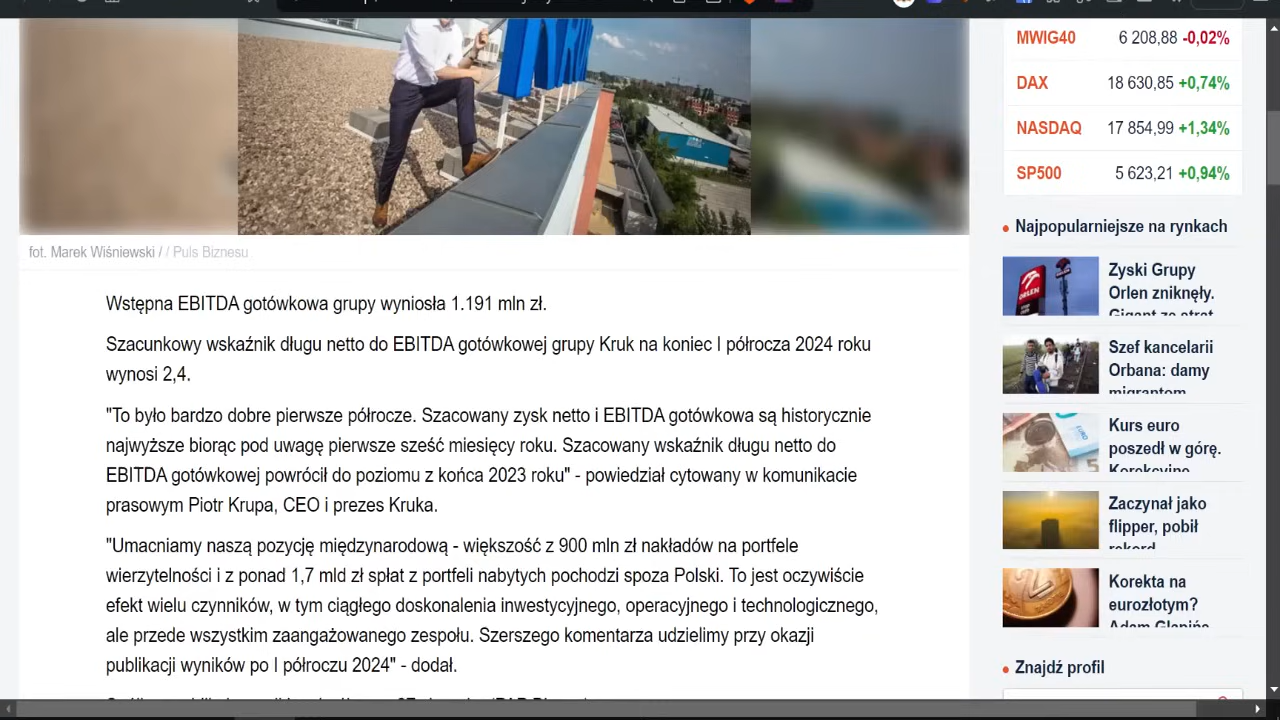 MWIG40 6 208,88 -0,02%
DAX 18 630,85 +0,74%
NASDAQ 17 854,99 +1,34%
SP500 5 623,21 +0,94%
fot. Marek Wiśniewski / / Puls Biznesu
Wstępna EBITDA gotówkowa grupy wyniosła 1.191 mln zł.
Szacunkowy wskaźnik długu netto do EBITDA gotówkowej grupy Kruk na koniec I półrocza 2024 roku
wynosi 2,4.
"To było bardzo dobre pierwsze półrocze. Szacowany zysk netto i EBITDA gotówkowa są historycznie
najwyższe biorąc pod uwagę pierwsze sześć miesięcy roku. Szacowany wskaźnik długu netto do
EBITDA gotówkowej powrócił do poziomu z końca 2023 roku" - powiedział cytowany w komunikacie
prasowym Piotr Krupa, CEO i prezes Kruka.
"Umacniamy naszą pozycję międzynarodową - większość z 900 mln zł nakładów na portfele
wierzytelności i z ponad 1,7 mld zł spłat z portfeli nabytych pochodzi spoza Polski. To jest oczywiście
efekt wielu czynników, w tym ciągłego doskonalenia inwestycyjnego, operacyjnego i technologicznego,
ale przede wszystkim zaangażowanego zespołu. Szerszego komentarza udzielimy przy okazji
publikacji wyników po I półroczu 2024" - dodał.
Najpopularniejsze na rynkach
ORLEN
Zyski Grupy
Orlen zniknęły.
Gigant ze strat
Szef kancelarii
Orbana: damy
migrantom
Kurs euro
poszedł w górę.
Korekcyjne
Zaczynał jako
flipper, pobił
rekord
Korekta na
eurozłotym?
Adam Glapińs
Znajdź profil